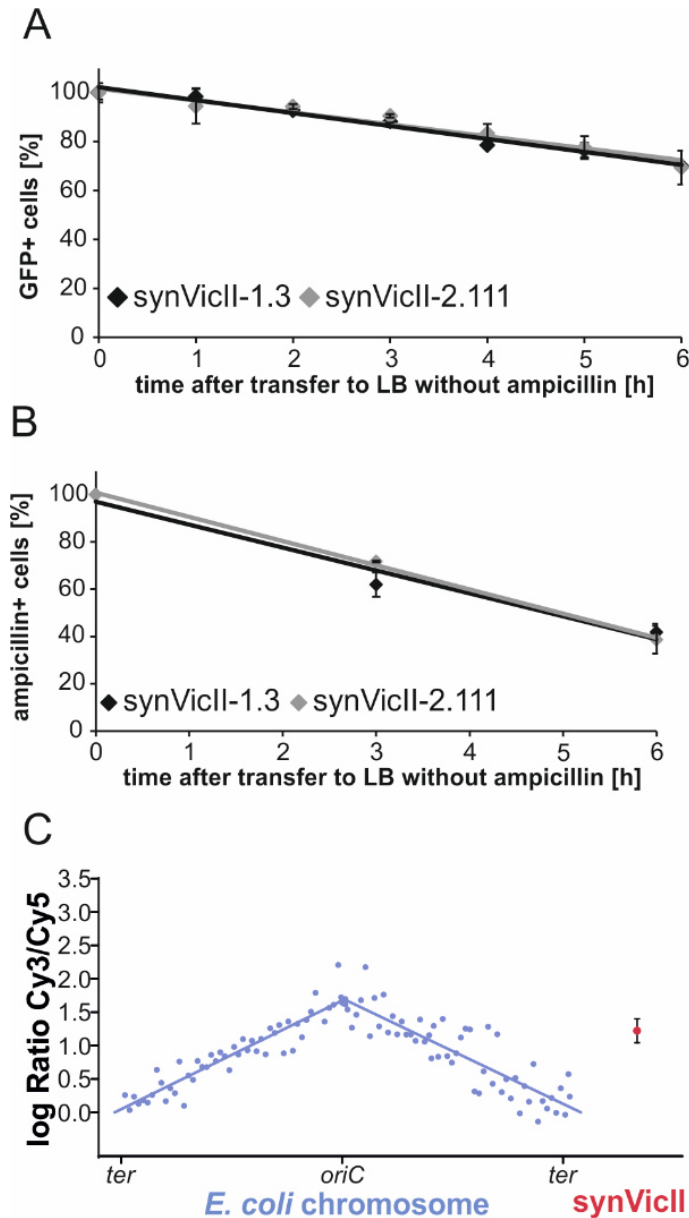 A
GFP+ cells [%]
100
80
60
40
20
0
synVicII-1.3 synVicII-2.111
0 1 2 3 4 5 6
time after transfer to LB without ampicillin [h]
B
ampicillin+ cells [%]
100
80
60
40
20
0
synVicII-1.3 synVicII-2.111
0 1 2 3 4 5 6
time after transfer to LB without ampicillin [h]
C
log Ratio Cy3/Cy5
3.5
3.0
2.5
2.0
1.5
1.0
0.5
0.0
ter oriC ter
E. coli chromosome synVicII